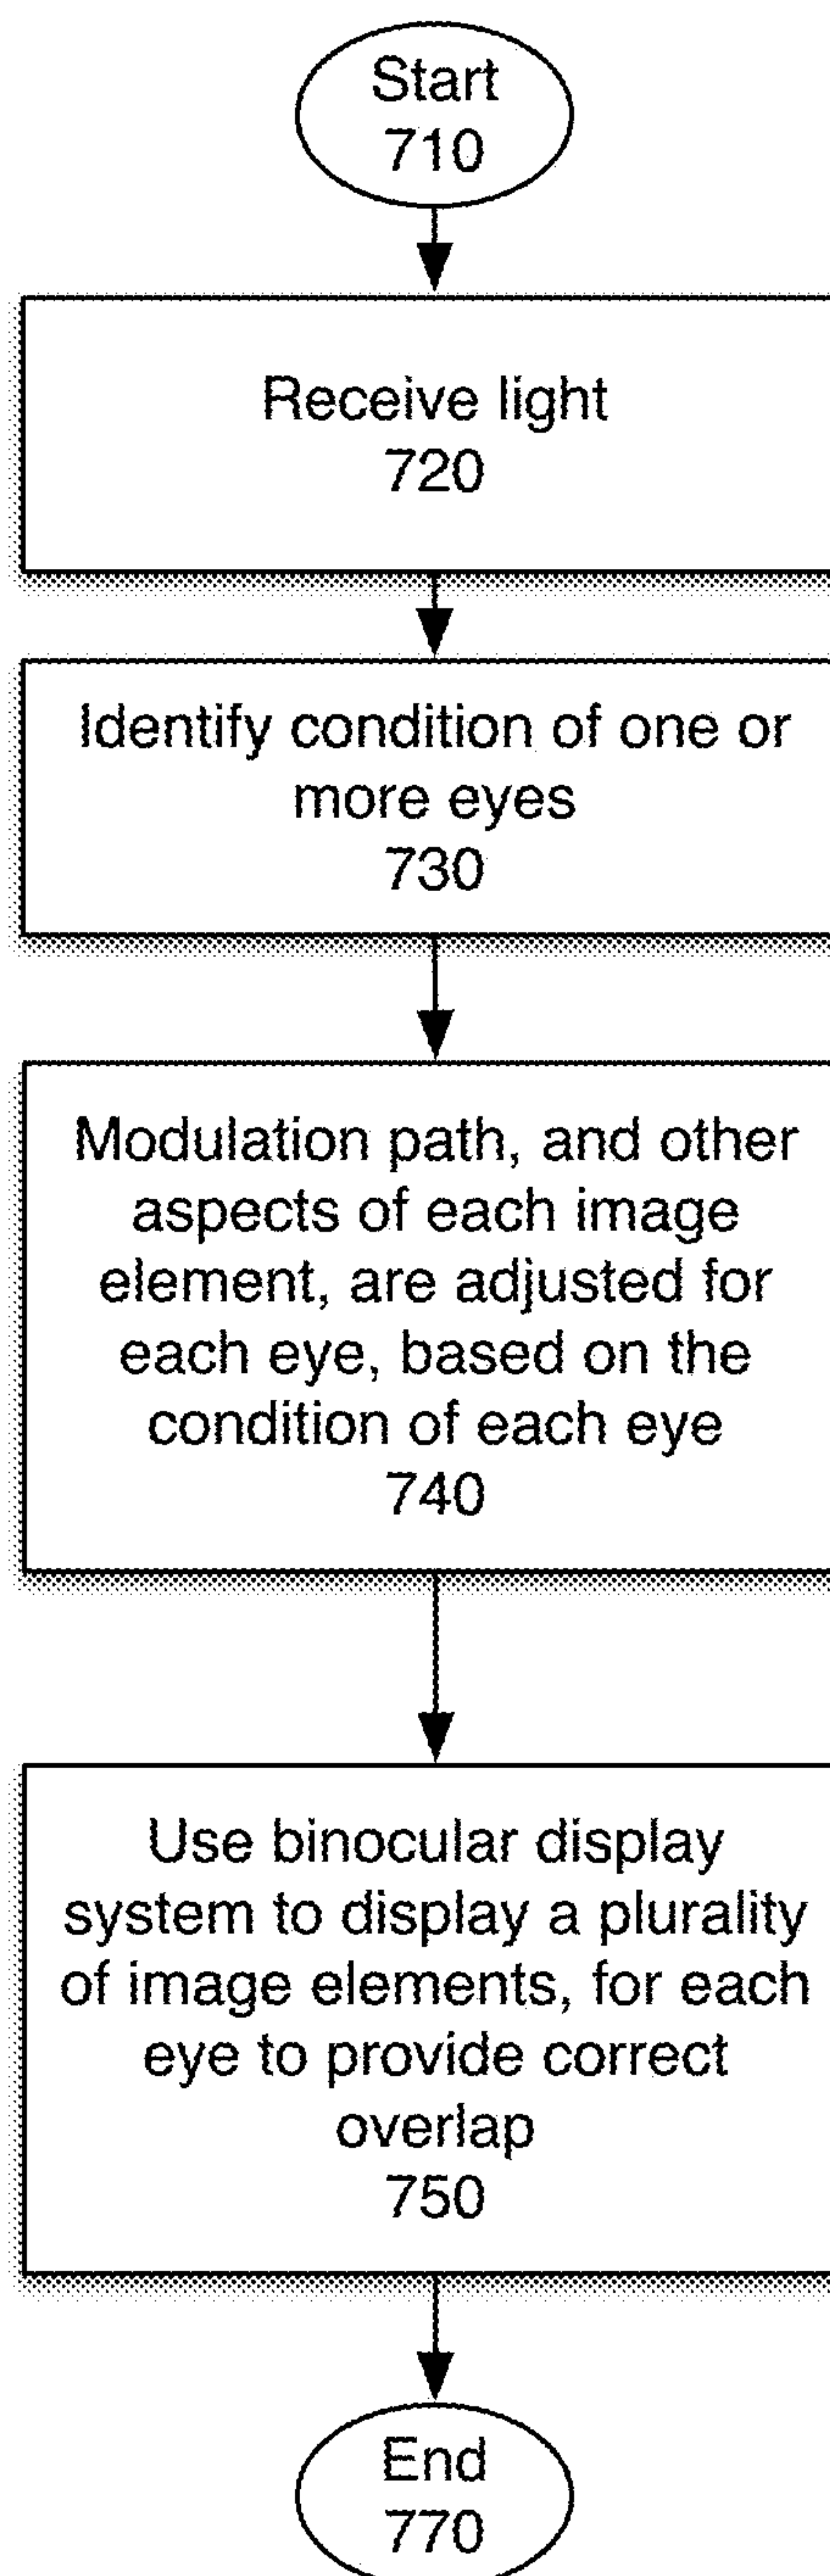 Start
710
Receive light
720
Identify condition of one or
more eyes
730
Modulation path, and other
aspects of each image
element, are adjusted for
each eye, based on the
condition of each eye
740
Use binocular display
system to display a plurality
of image elements, for each
eye to provide correct
overlap
750
End
770